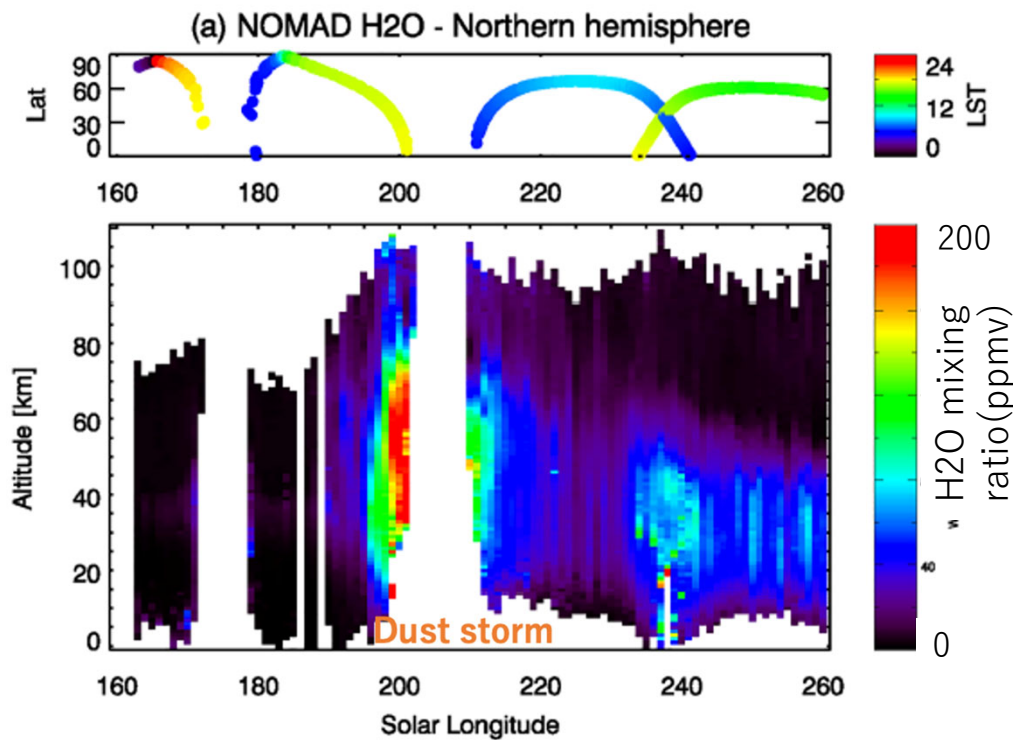 (a) NOMAD H2O - Northern hemisphere
Lat
90
60
30
0
160 180 200 220 240 260
24
12
0
LST
Altitude [km]
100
80
60
40
20
0
Dust storm
160 180 200 220 240 260
Solar Longitude
200
40
0
H2O mixing
ratio(ppmv)